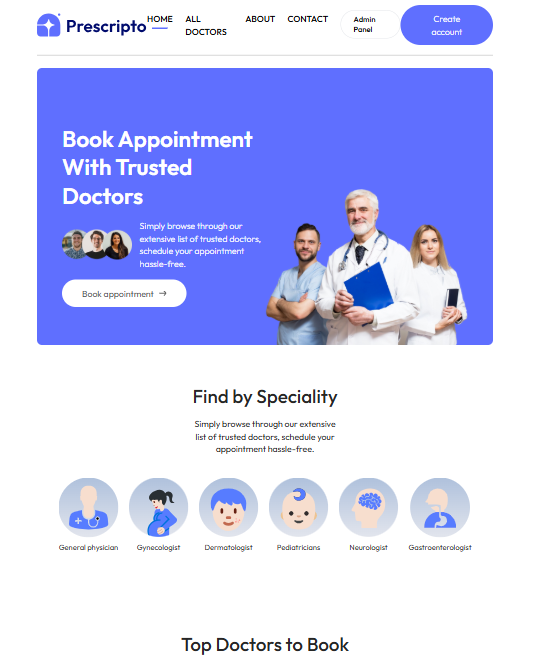 Prescripto
HOME
ALL
DOCTORS
ABOUT
CONTACT
Admin
Panel
Create
account
Book Appointment
With Trusted
Doctors
Simply browse through our
extensive list of trusted doctors,
schedule your appointment
hassle-free.
Book appointment
Find by Speciality
Simply browse through our extensive
list of trusted doctors, schedule your
appointment hassle-free.
General physician
Gynecologist
Dermatologist
Pediatricians
Neurologist
Gastroenterologist
Top Doctors to Book